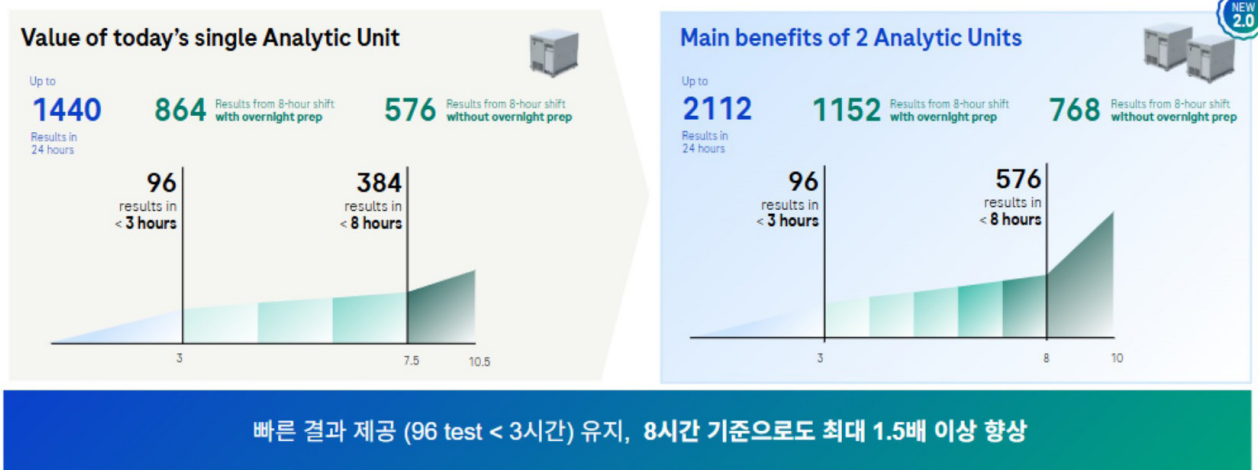 Value of today's single Analytic Unit
Up to
1440
Results in
24 hours
864 Results from 8-hour shift
with overnight prep
576 Results from 8-hour shift
without overnight prep
96
results in
< 3 hours
384
results in
< 8 hours
3
7.5
10.5
NEW
2.0
Main benefits of 2 Analytic Units
Up to
2112
Results in
24 hours
1152 Results from 8-hour shift
with overnight prep
768 Results from 8-hour shift
without overnight prep
96
results in
< 3 hours
576
results in
< 8 hours
3
8
10
빠른 결과 제공 (96 test < 3시간) 유지, 8시간 기준으로도 최대 1.5배 이상 향상